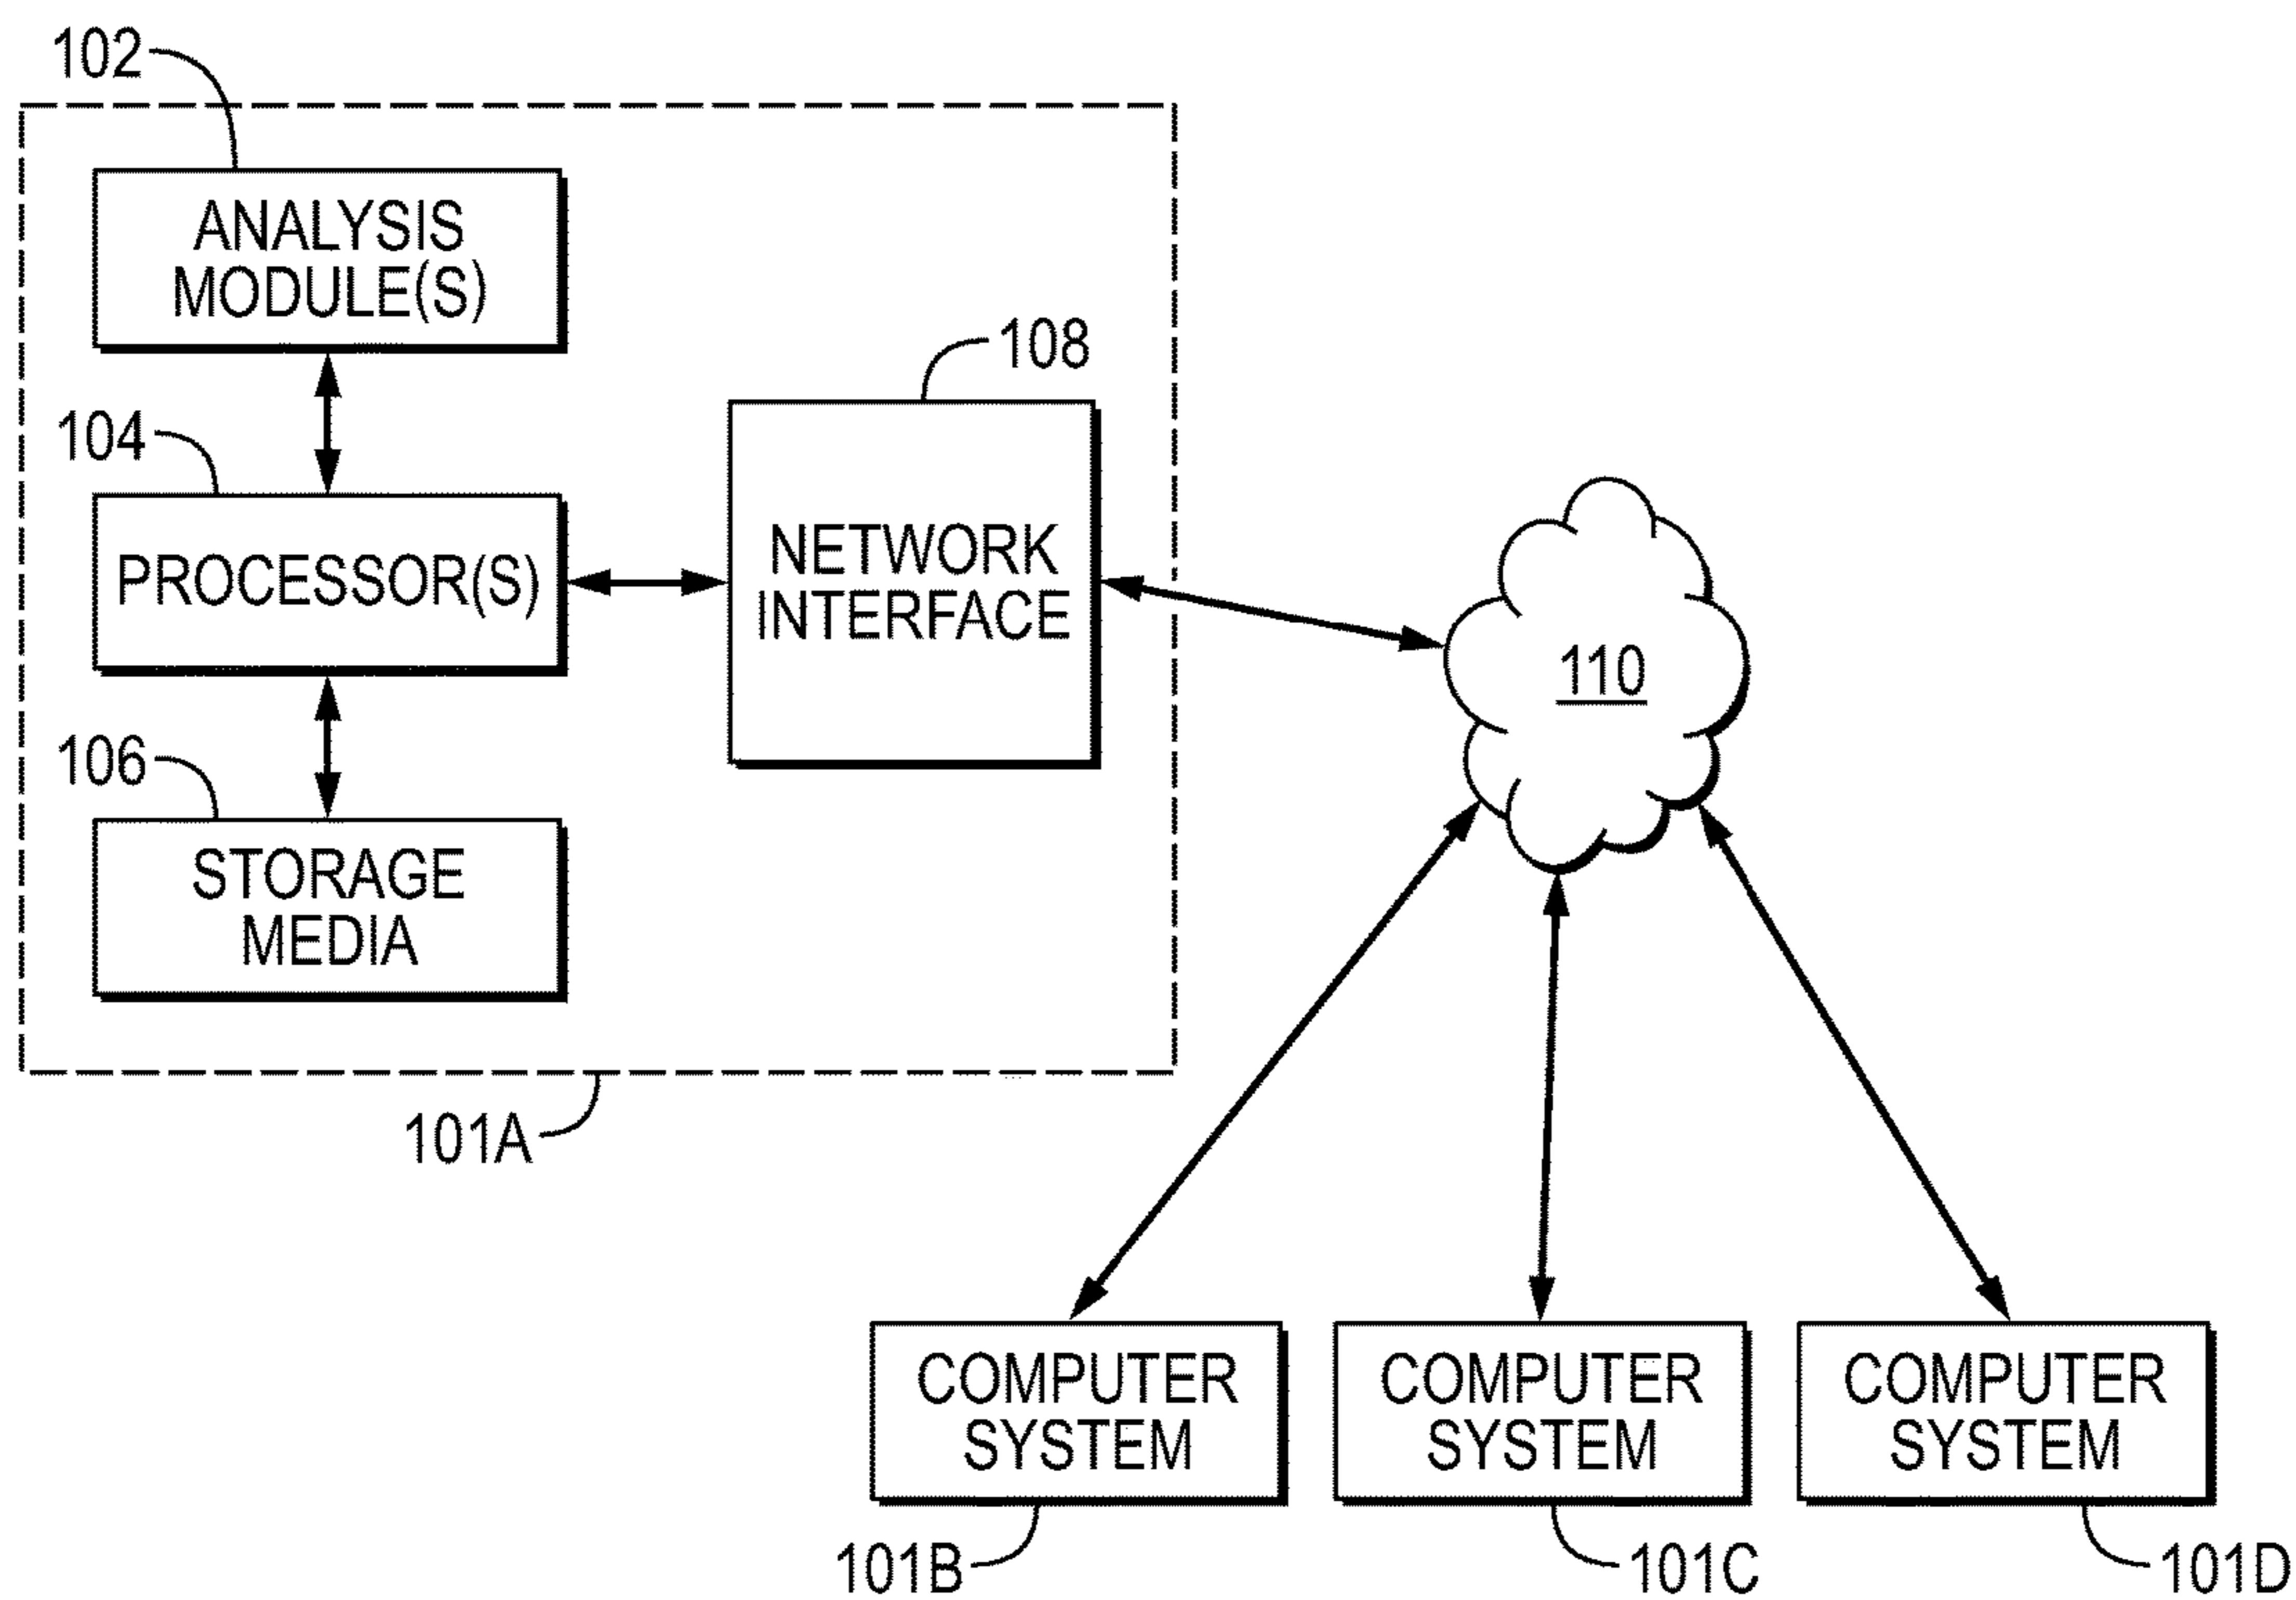 102
ANALYSIS
MODULE(S)
108
104
PROCESSOR(S)
NETWORK
INTERFACE
110
106
STORAGE
MEDIA
101A
COMPUTER
SYSTEM
COMPUTER
SYSTEM
COMPUTER
SYSTEM
101B
101C
101D